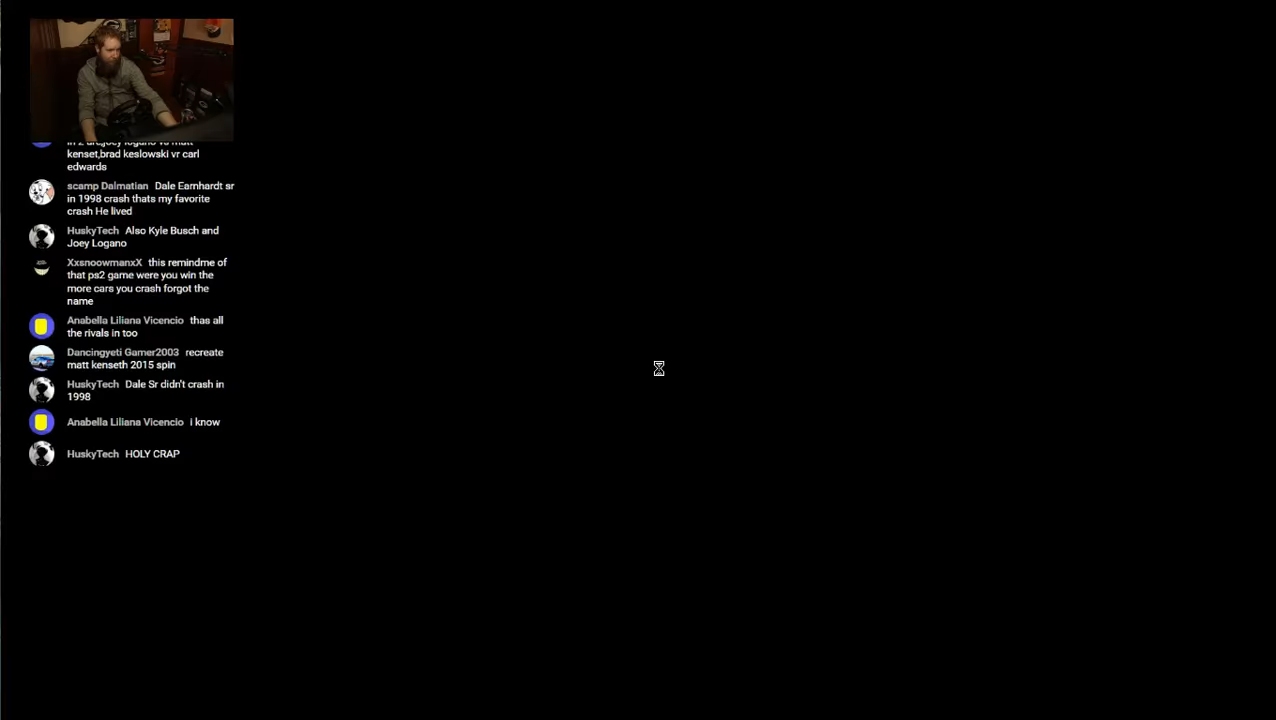 kenset,brad keslowski vr carl
edwards
scamp Dalmatian Dale Earnhardt sr
in 1998 crash thats my favorite
crash He lived
HuskyTech Also Kyle Busch and
Joey Logano
XxsnoowmanxX this remindme of
that ps2 game were you win the
more cars you crash forgot the
name
Anabella Liliana Vicencio thas all
the rivals in too
Dancingyeti Gamer2003 recreate
matt kenseth 2015 spin
HuskyTech Dale Sr didn't crash in
1998
Anabella Liliana Vicencio i know
HuskyTech HOLY CRAP